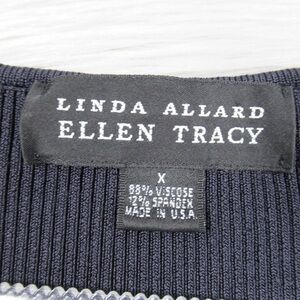 LINDA ALLARD
ELLEN TRACY
X
88% VISCOSE
12% SPANDEX
MADE IN U.S.A.